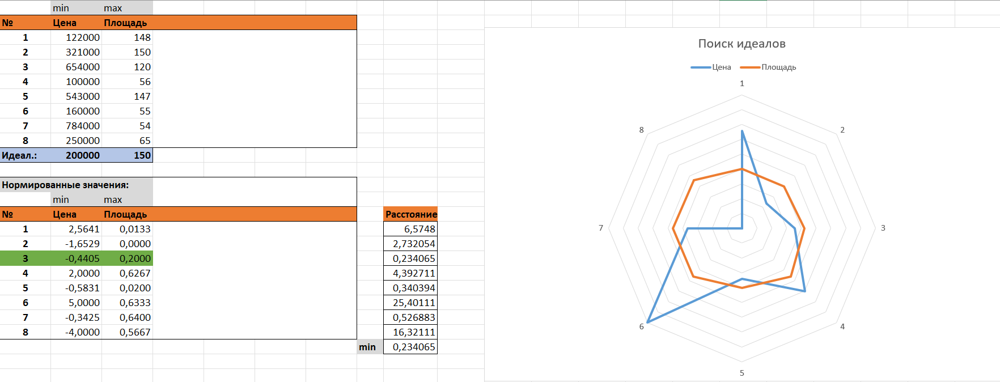 min max
№ Цена Площадь
1 122000 148
2 321000 150
3 654000 120
4 100000 56
5 543000 147
6 160000 55
7 784000 54
8 250000 65
Идеал.: 200000 150
Нормированные значения:
min max
№ Цена Площадь
1 2,5641 0,0133
2 -1,6529 0,0000
3 -0,4405 0,2000
4 2,0000 0,6267
5 -0,5831 0,0200
6 5,0000 0,6333
7 -0,3425 0,6400
8 -4,0000 0,5667
Расстояние
6,5748
2,732054
0,234065
4,392711
0,340394
25,40111
0,526883
16,32111
min 0,234065
Поиск идеалов
Цена Площадь
1
8 2
7 3
6 4
5